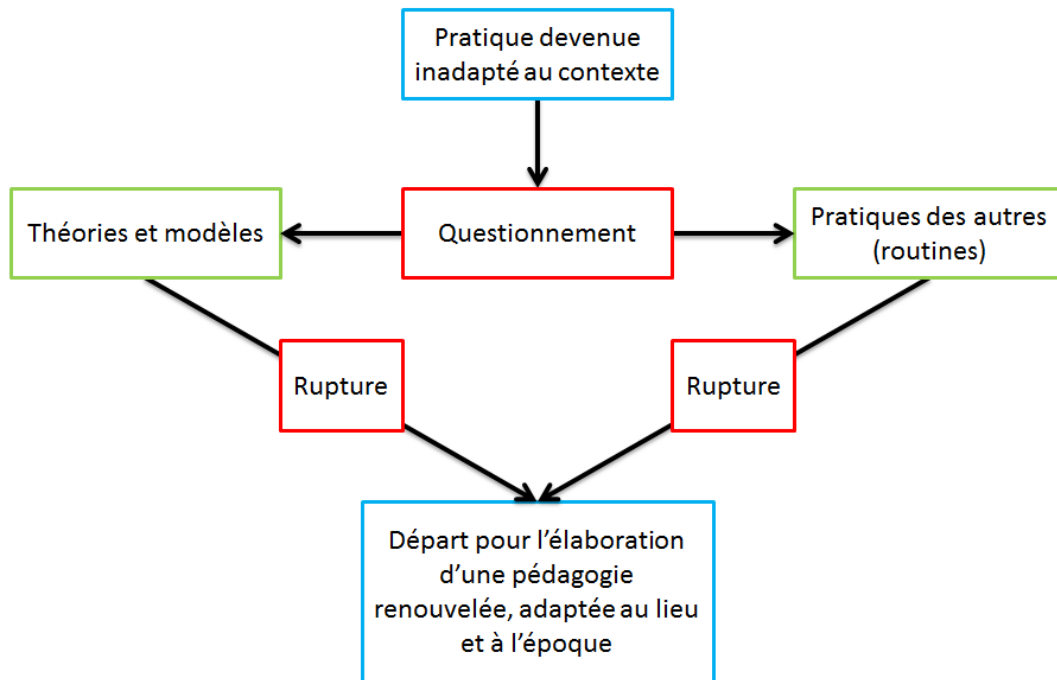 Pratique devenue
inadapté au contexte
Théories et modèles
Questionnement
Pratiques des autres
(routines)
Rupture
Rupture
Départ pour l’élaboration
d’une pédagogie
renouvelée, adaptée au lieu
et à l’époque